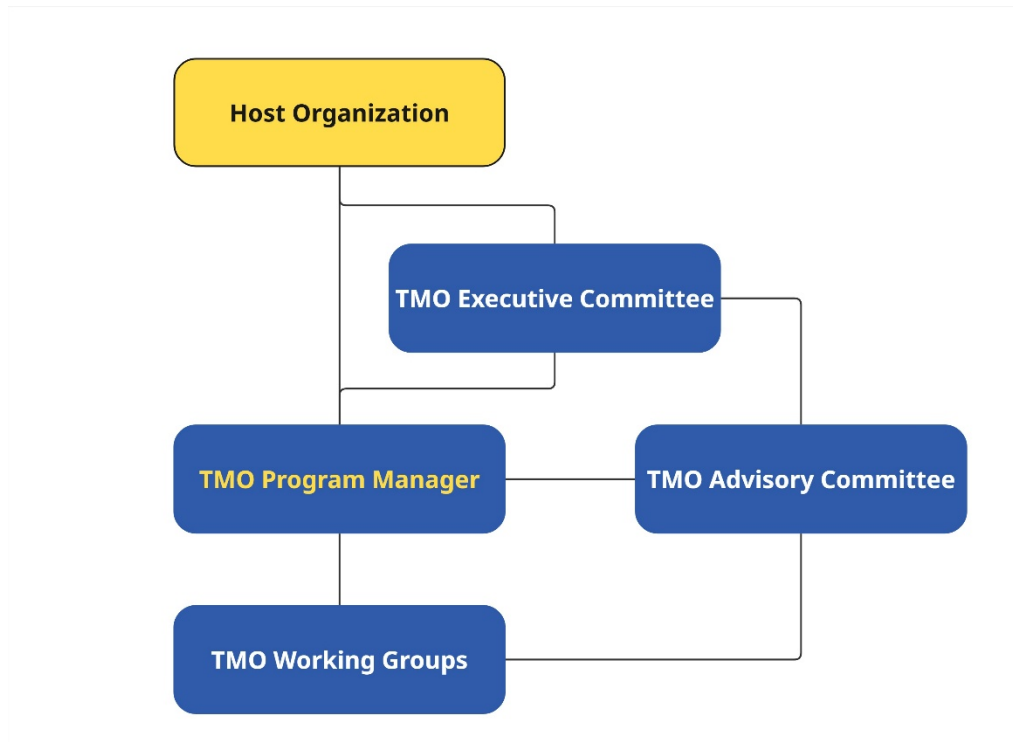 Host Organization
TMO Executive Committee
TMO Program Manager
TMO Advisory Committee
TMO Working Groups